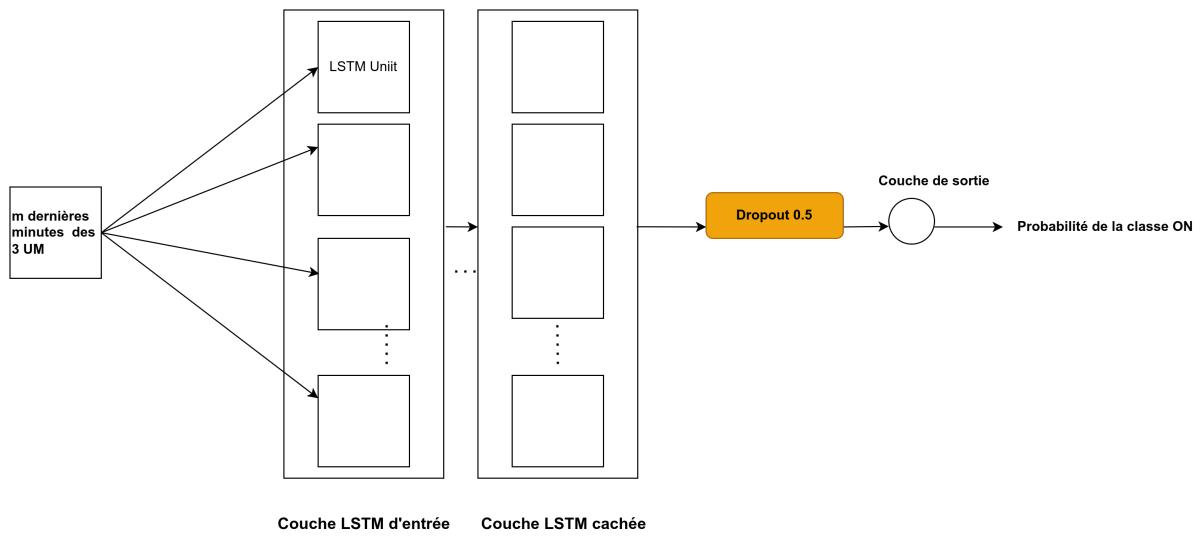 LSTM Uniit
m dernières
minutes des
3 UM
Dropout 0.5
Couche de sortie
Probabilité de la classe ON
Couche LSTM d'entrée
Couche LSTM cachée